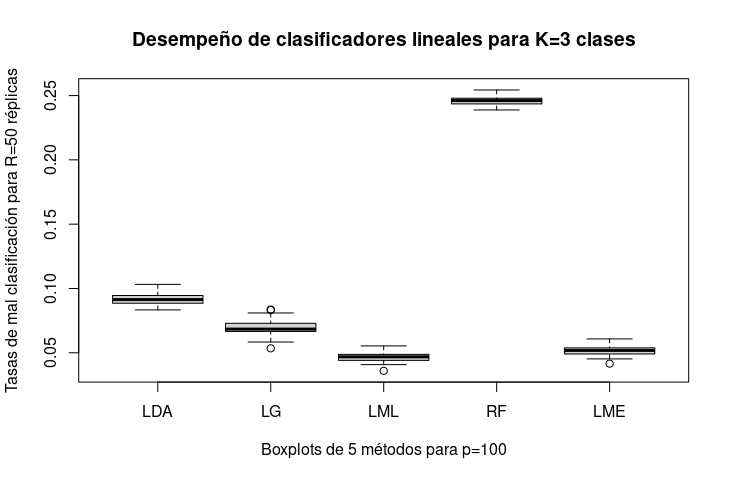 Desempeño de clasificadores lineales para K=3 clases
Tasas de mal clasificación para R=50 réplicas
0.25
0.20
0.15
0.10
0.05
LDA LG LML RF LME
Boxplots de 5 métodos para p=100